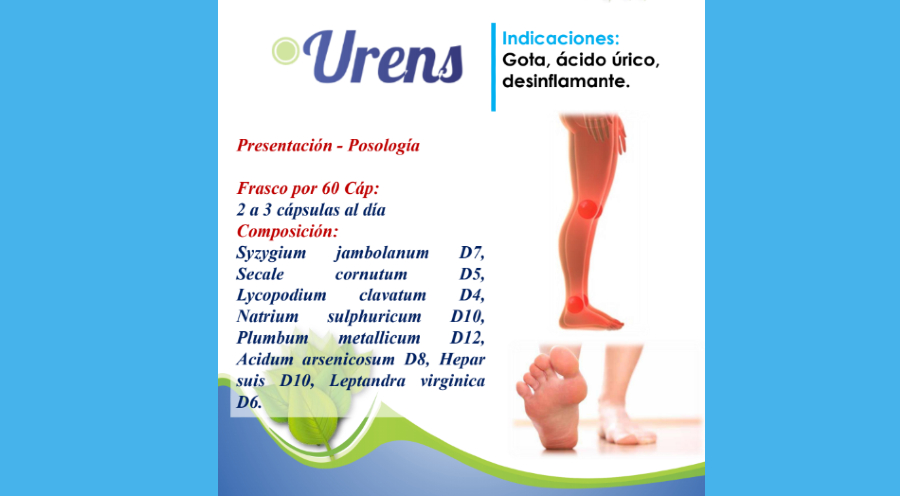 Urens
Indicaciones:
Gota, ácido úrico,
desinflamante.
Presentación - Posología
Frasco por 60 Cáp:
2 a 3 cápsulas al día
Composición:
Syzygium jambolanum D7,
Secale cornutum D5,
Lycopodium clavatum D4,
Natrium sulphuricum D10,
Plumbum metallicum D12,
Acidum arsenicosum D8, Hepar
suis D10, Leptandra virginica
D6.